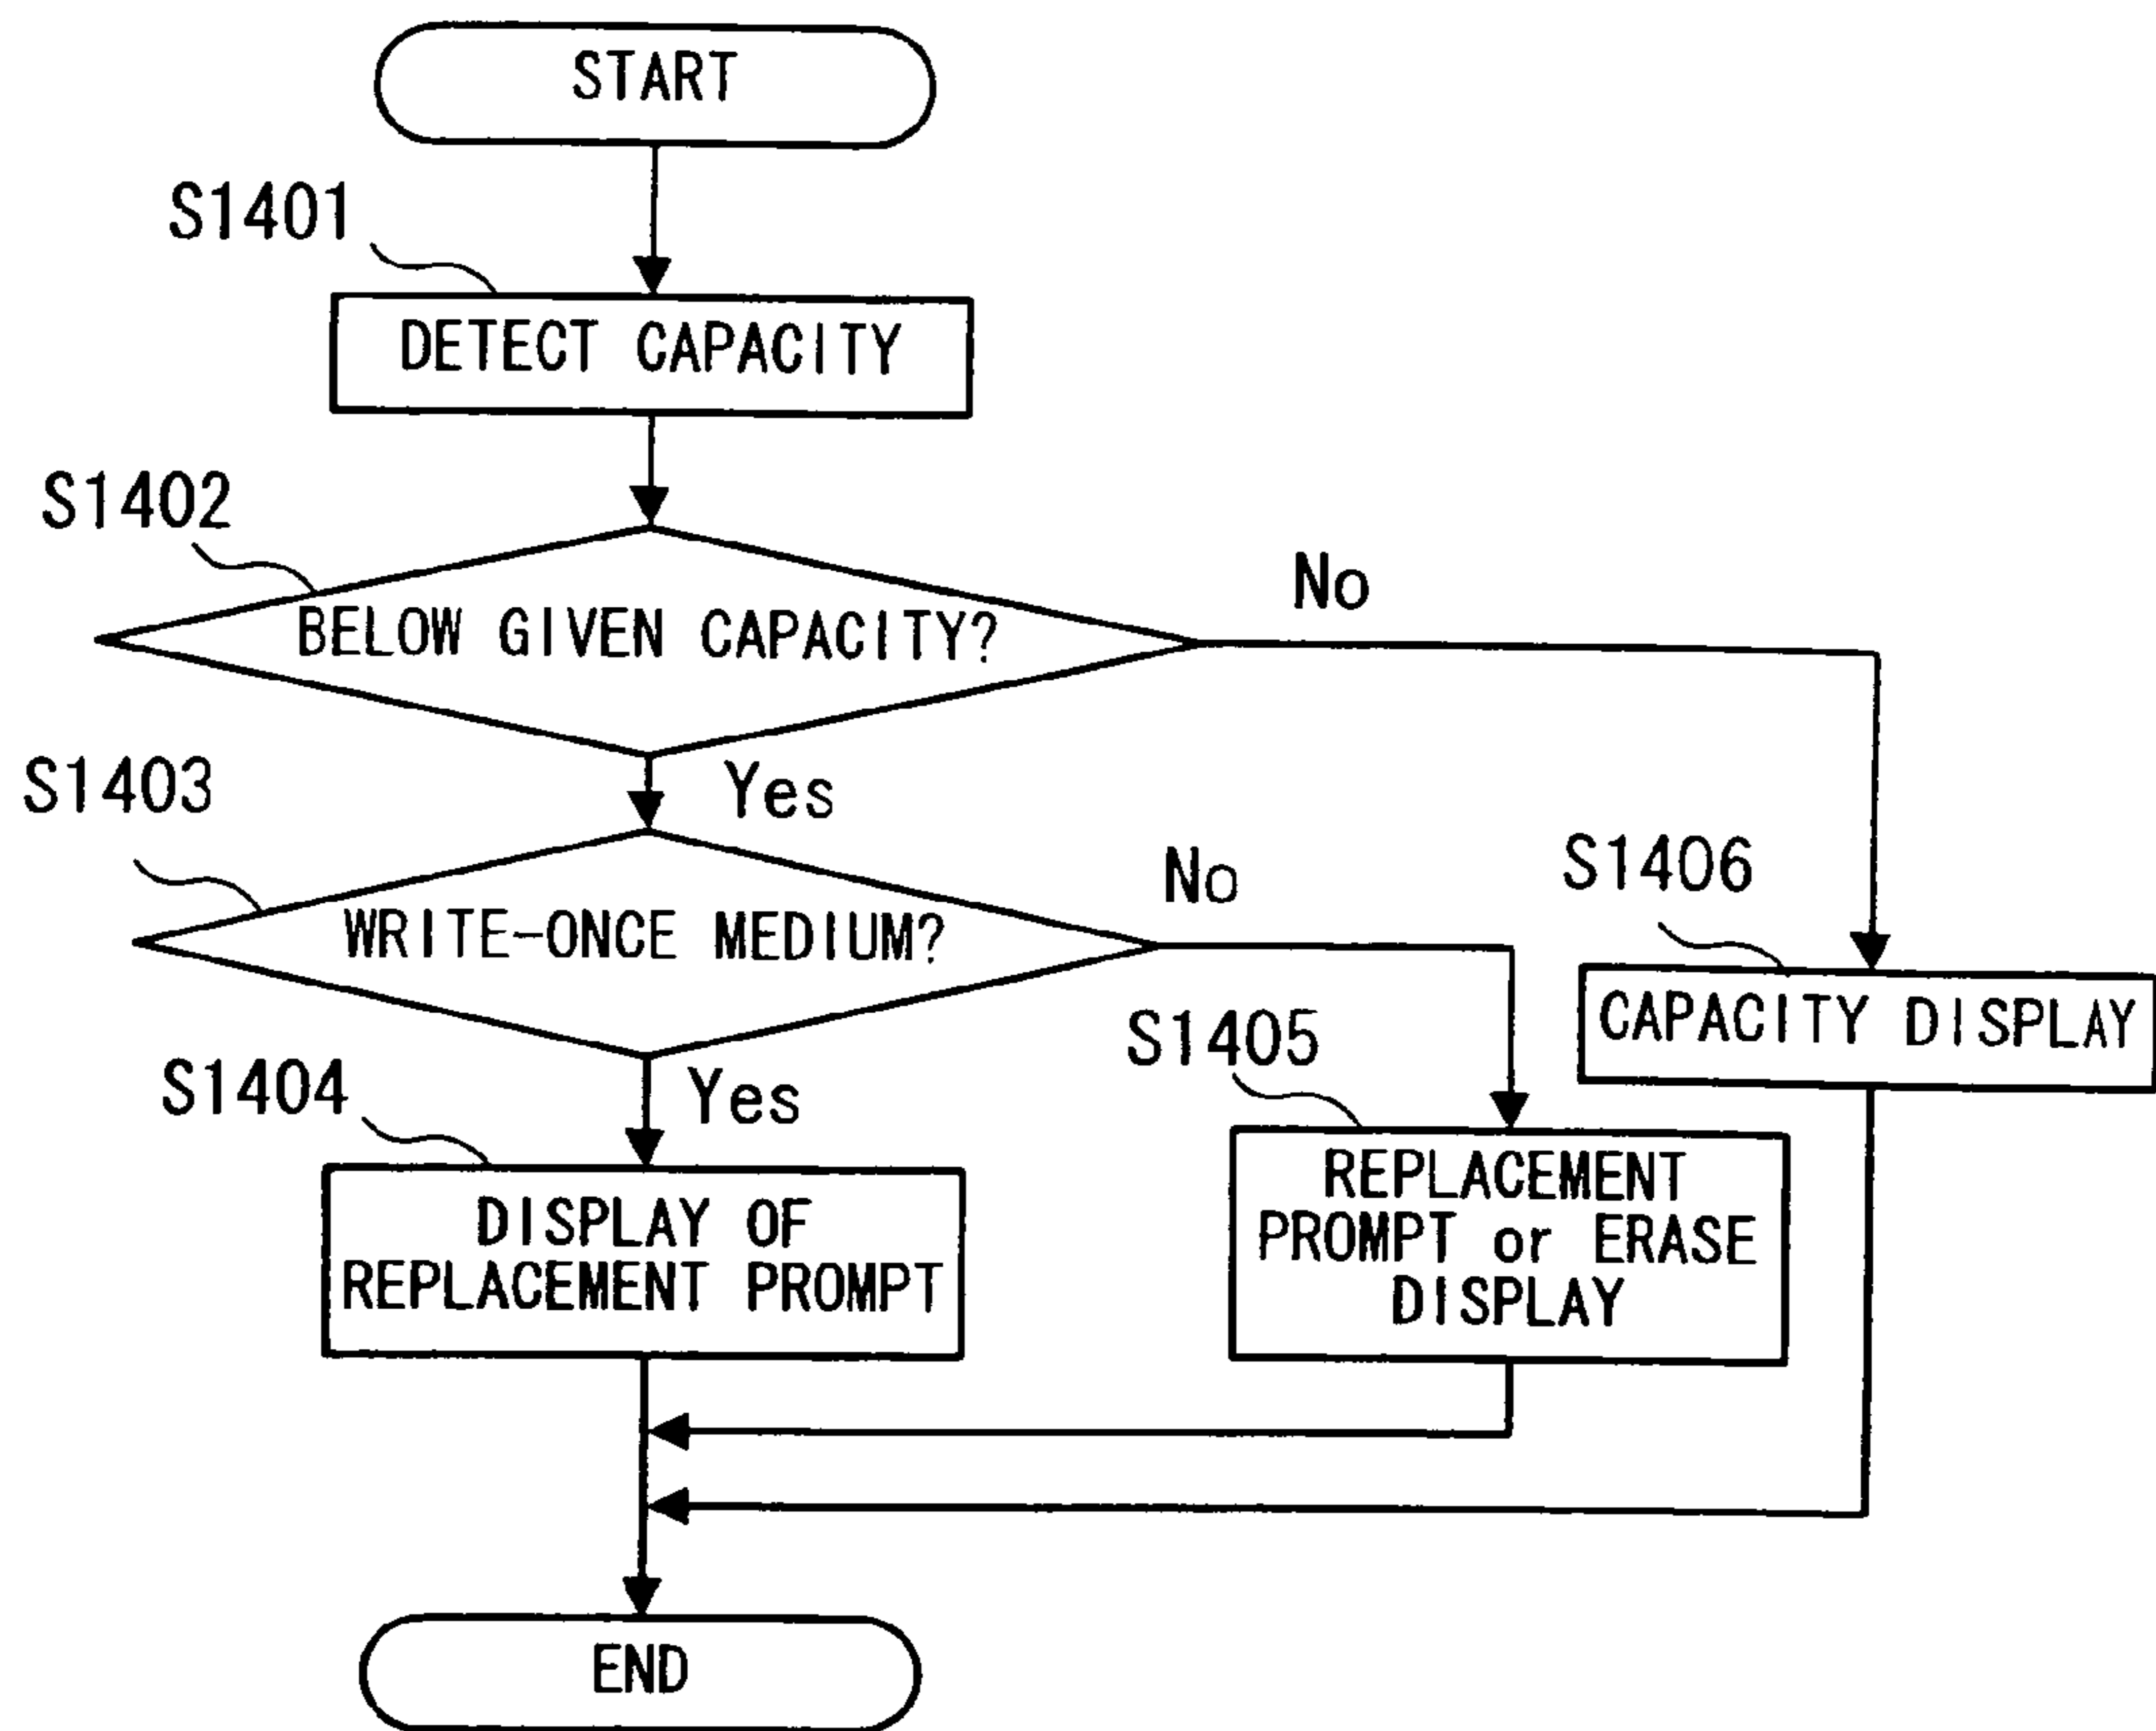 START
S1401
DETECT CAPACITY
S1402
BELOW GIVEN CAPACITY?
No
Yes
S1403
WRITE-ONCE MEDIUM?
No
S1406
CAPACITY DISPLAY
Yes
S1404
DISPLAY OF
REPLACEMENT PROMPT
S1405
REPLACEMENT
PROMPT or ERASE
DISPLAY
END